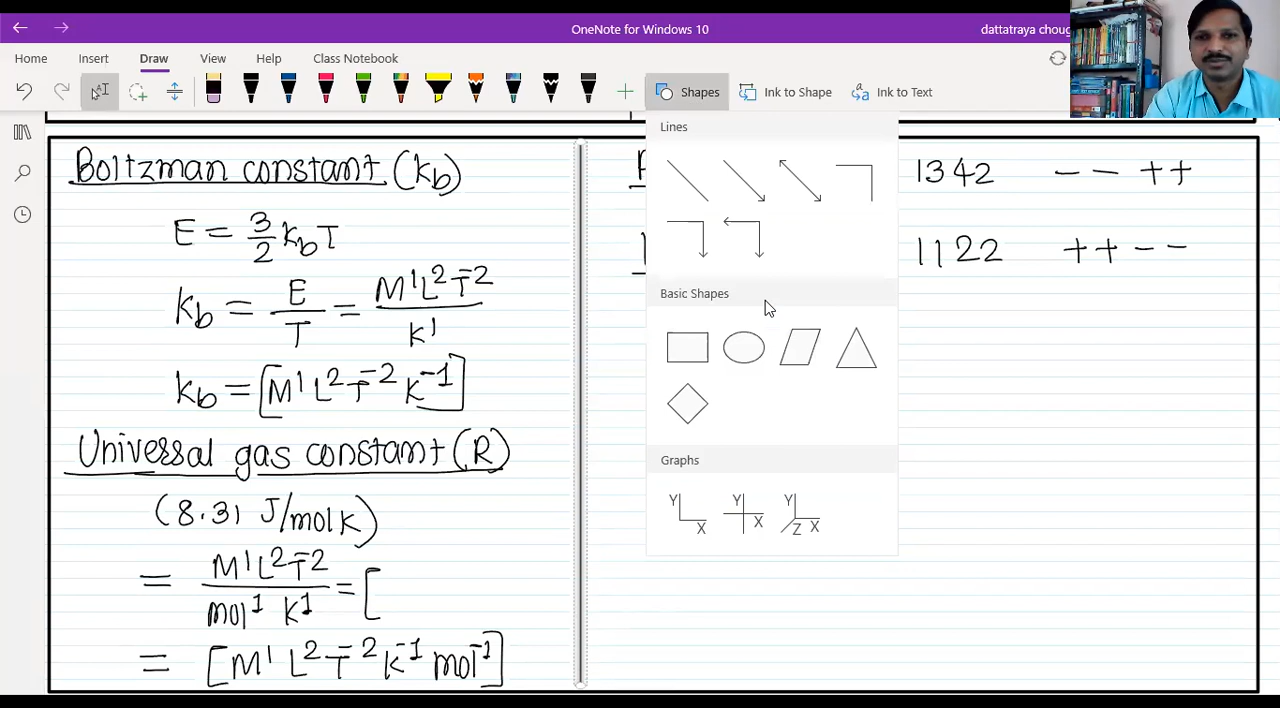 OneNote for Windows 10
dattatraya choug
Home Insert Draw View Help Class Notebook
Shapes Ink to Shape Ink to Text
Boltzman constant (kb)
E = 3/2 kbT
kb = E/T = M¹L²T⁻²/K¹
kb = [M¹L²T⁻²K⁻¹]
Universal gas constant (R)
(8.31 J/molk)
= M¹L²T⁻²/mol¹ K¹ = [
= [M¹L²T⁻²K⁻¹mol⁻¹]
Lines
Basic Shapes
Graphs
Y X Y X Y Z X
1342 -- ++
1122 ++--